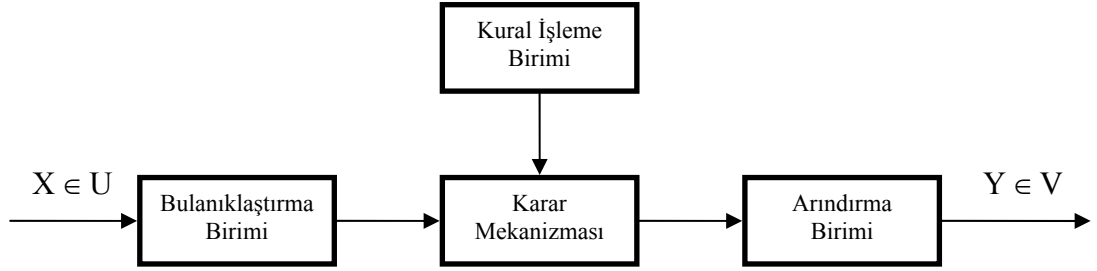 Kural İşleme
Birimi
X ∈ U
Bulanıklaştırma
Birimi
Karar
Mekanizması
Arındırma
Birimi
Y ∈ V